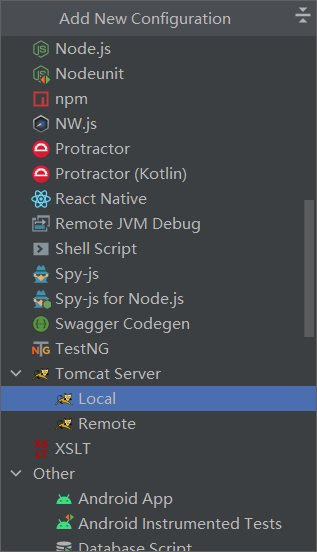 Add New Configuration
Node.js
Nodeunit
npm
NW.js
Protractor
Protractor (Kotlin)
React Native
Remote JVM Debug
Shell Script
Spy-js
Spy-js for Node.js
Swagger Codegen
TestNG
Tomcat Server
Local
Remote
XSLT
Other
Android App
Android Instrumented Tests
Database Script